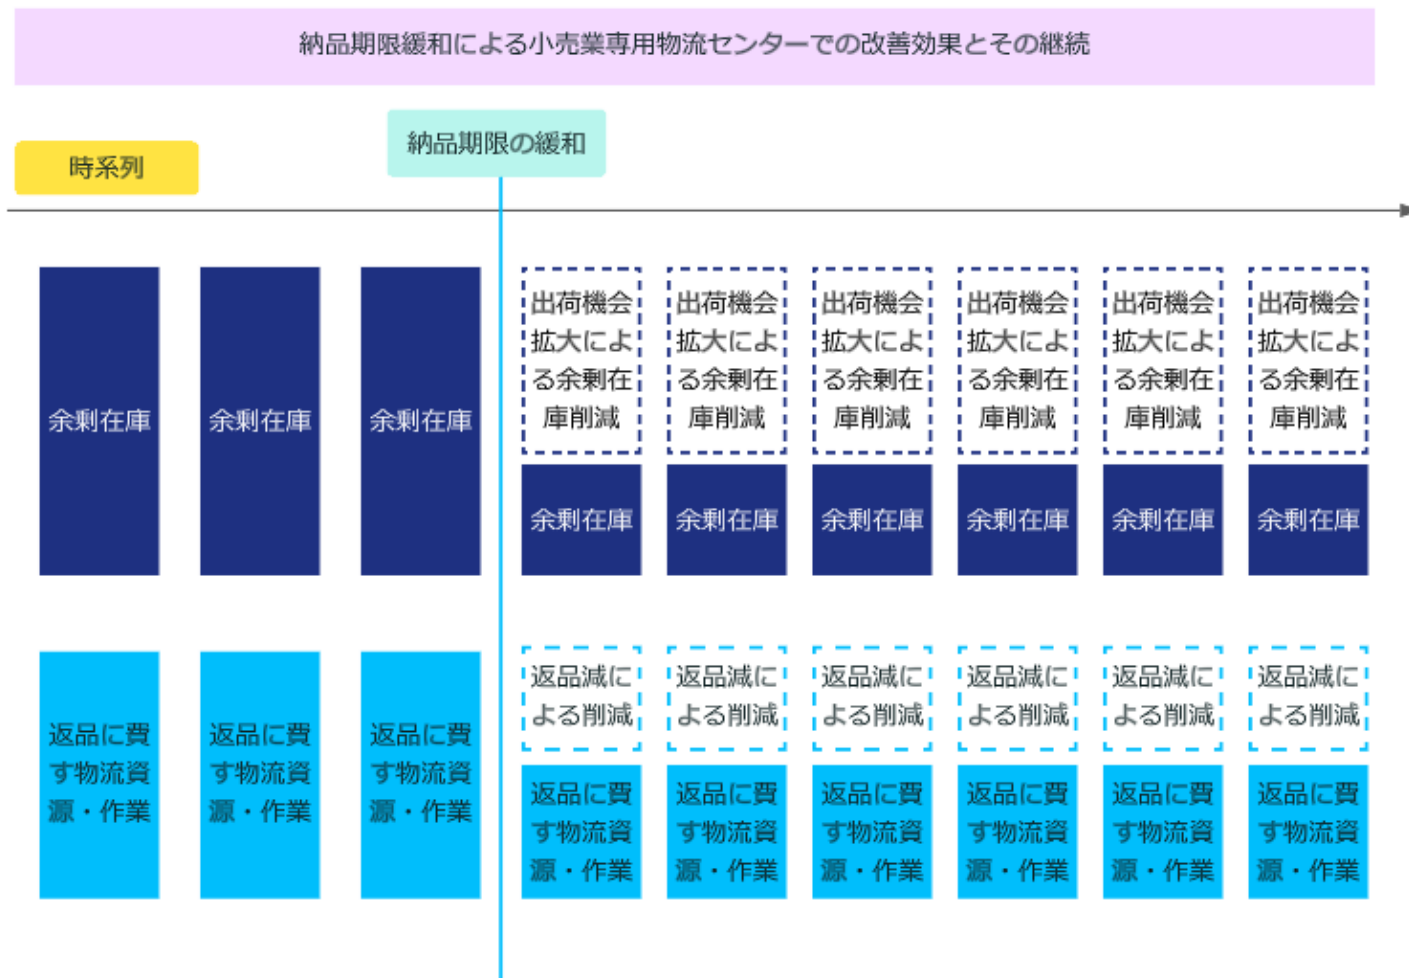 納品期限緩和による小売業専用物流センターでの改善効果とその継続
納品期限の緩和
時系列
余剰在庫
余剰在庫
余剰在庫
出荷機会
拡大によ
る余剰在
庫削減
出荷機会
拡大によ
る余剰在
庫削減
出荷機会
拡大によ
る余剰在
庫削減
出荷機会
拡大によ
る余剰在
庫削減
出荷機会
拡大によ
る余剰在
庫削減
出荷機会
拡大によ
る余剰在
庫削減
余剰在庫
余剰在庫
余剰在庫
余剰在庫
余剰在庫
余剰在庫
返品に費
す物流資
源・作業
返品に費
す物流資
源・作業
返品に費
す物流資
源・作業
返品減に
よる削減
返品減に
よる削減
返品減に
よる削減
返品減に
よる削減
返品減に
よる削減
返品減に
よる削減
返品に費
す物流資
源・作業
返品に費
す物流資
源・作業
返品に費
す物流資
源・作業
返品に費
す物流資
源・作業
返品に費
す物流資
源・作業
返品に費
す物流資
源・作業